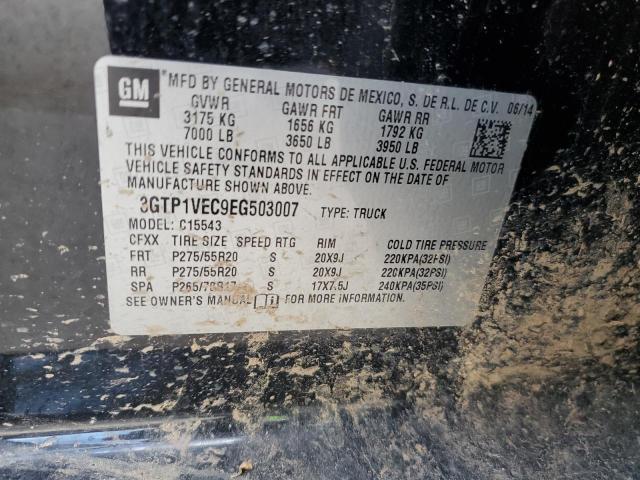 GM
*MFD BY GENERAL MOTORS DE MEXICO, S. DE R.L. DE C.V. 06/14
GVWR GAWR FRT GAWR RR
3175 KG 1656 KG 1792 KG
7000 LB 3650 LB 3950 LB
THIS VEHICLE CONFORMS TO ALL APPLICABLE U.S. FEDERAL MOTOR
VEHICLE SAFETY STANDARDS IN EFFECT ON THE DATE OF
MANUFACTURE SHOWN ABOVE.
3GTP1VEC9EG503007 TYPE: TRUCK
MODEL: C15543
CFXX TIRE SIZE SPEED RTG RIM COLD TIRE PRESSURE
FRT P275/55R20 S 20X9J 220KPA(32PSI)
RR P275/55R20 S 20X9J 220KPA(32PSI)
SPA P265/70R17 S 17X7.5J 240KPA(35PSI)
SEE OWNER'S MANUAL FOR MORE INFORMATION.